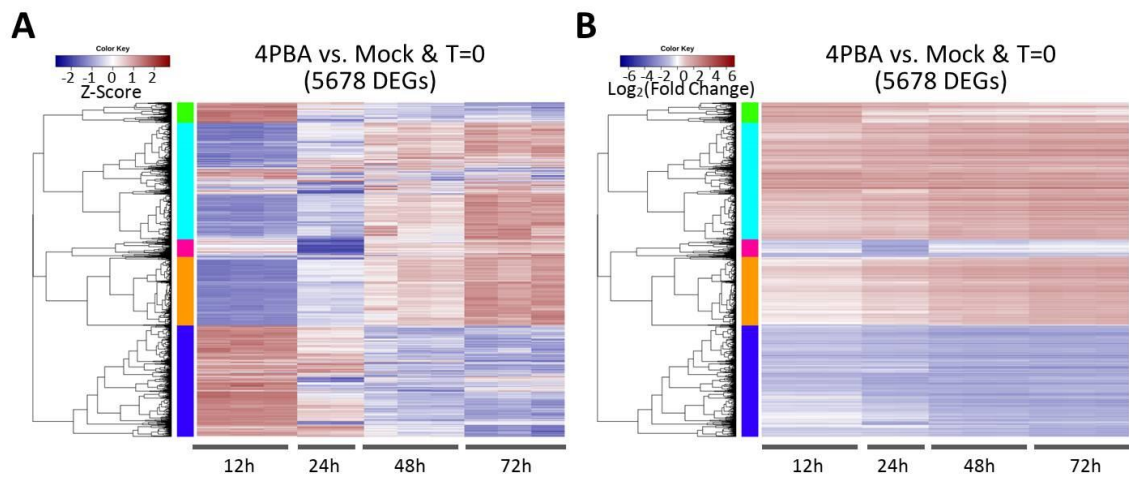 A
Color Key
-2 -1 0 1 2
Z-Score
4PBA vs. Mock & T=0
(5678 DEGs)
12h
24h
48h
72h
B
Color Key
-6 -4 -2 0 2 4 6
Log2(Fold Change)
4PBA vs. Mock & T=0
(5678 DEGs)
12h
24h
48h
72h